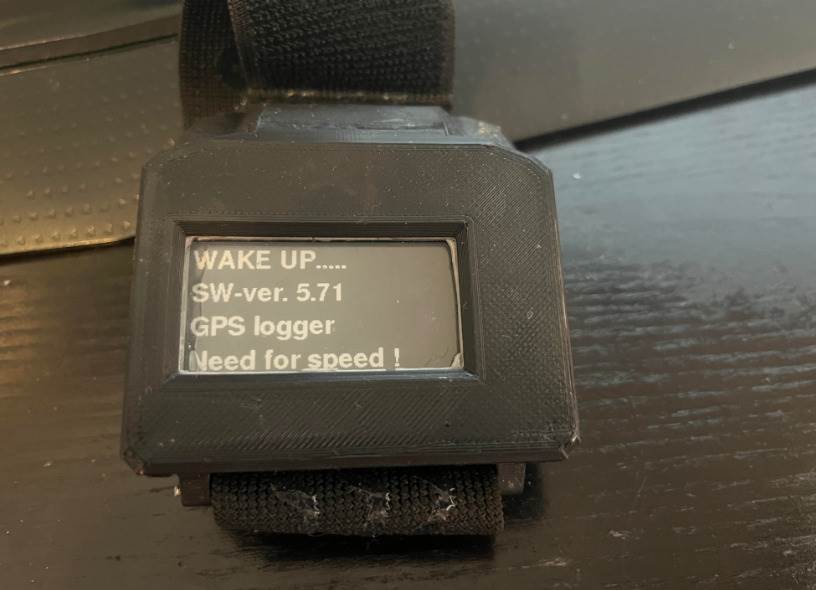 WAKE UP.....
SW-ver. 5.71
GPS logger
Need for speed !